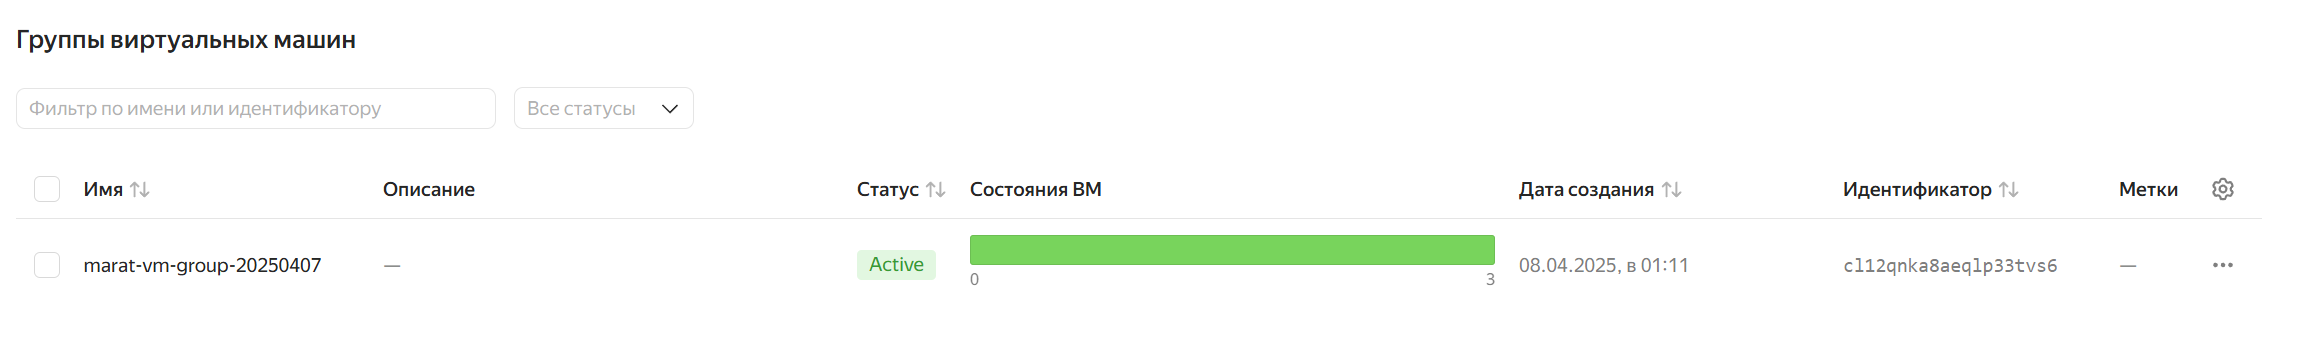 Группы виртуальных машин
Фильтр по имени или идентификатору Все статусы
Имя Описание Статус Состояния ВМ Дата создания Идентификатор Метки
marat-vm-group-20250407 — Active 08.04.2025, в 01:11 cl12qnka8aeqlp33tvs6 —
0 3